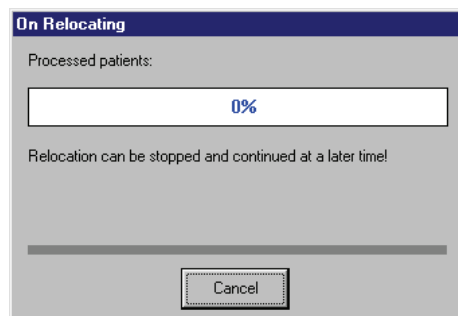 On Relocating
Processed patients:
0%
Relocation can be stopped and continued at a later time!
Cancel